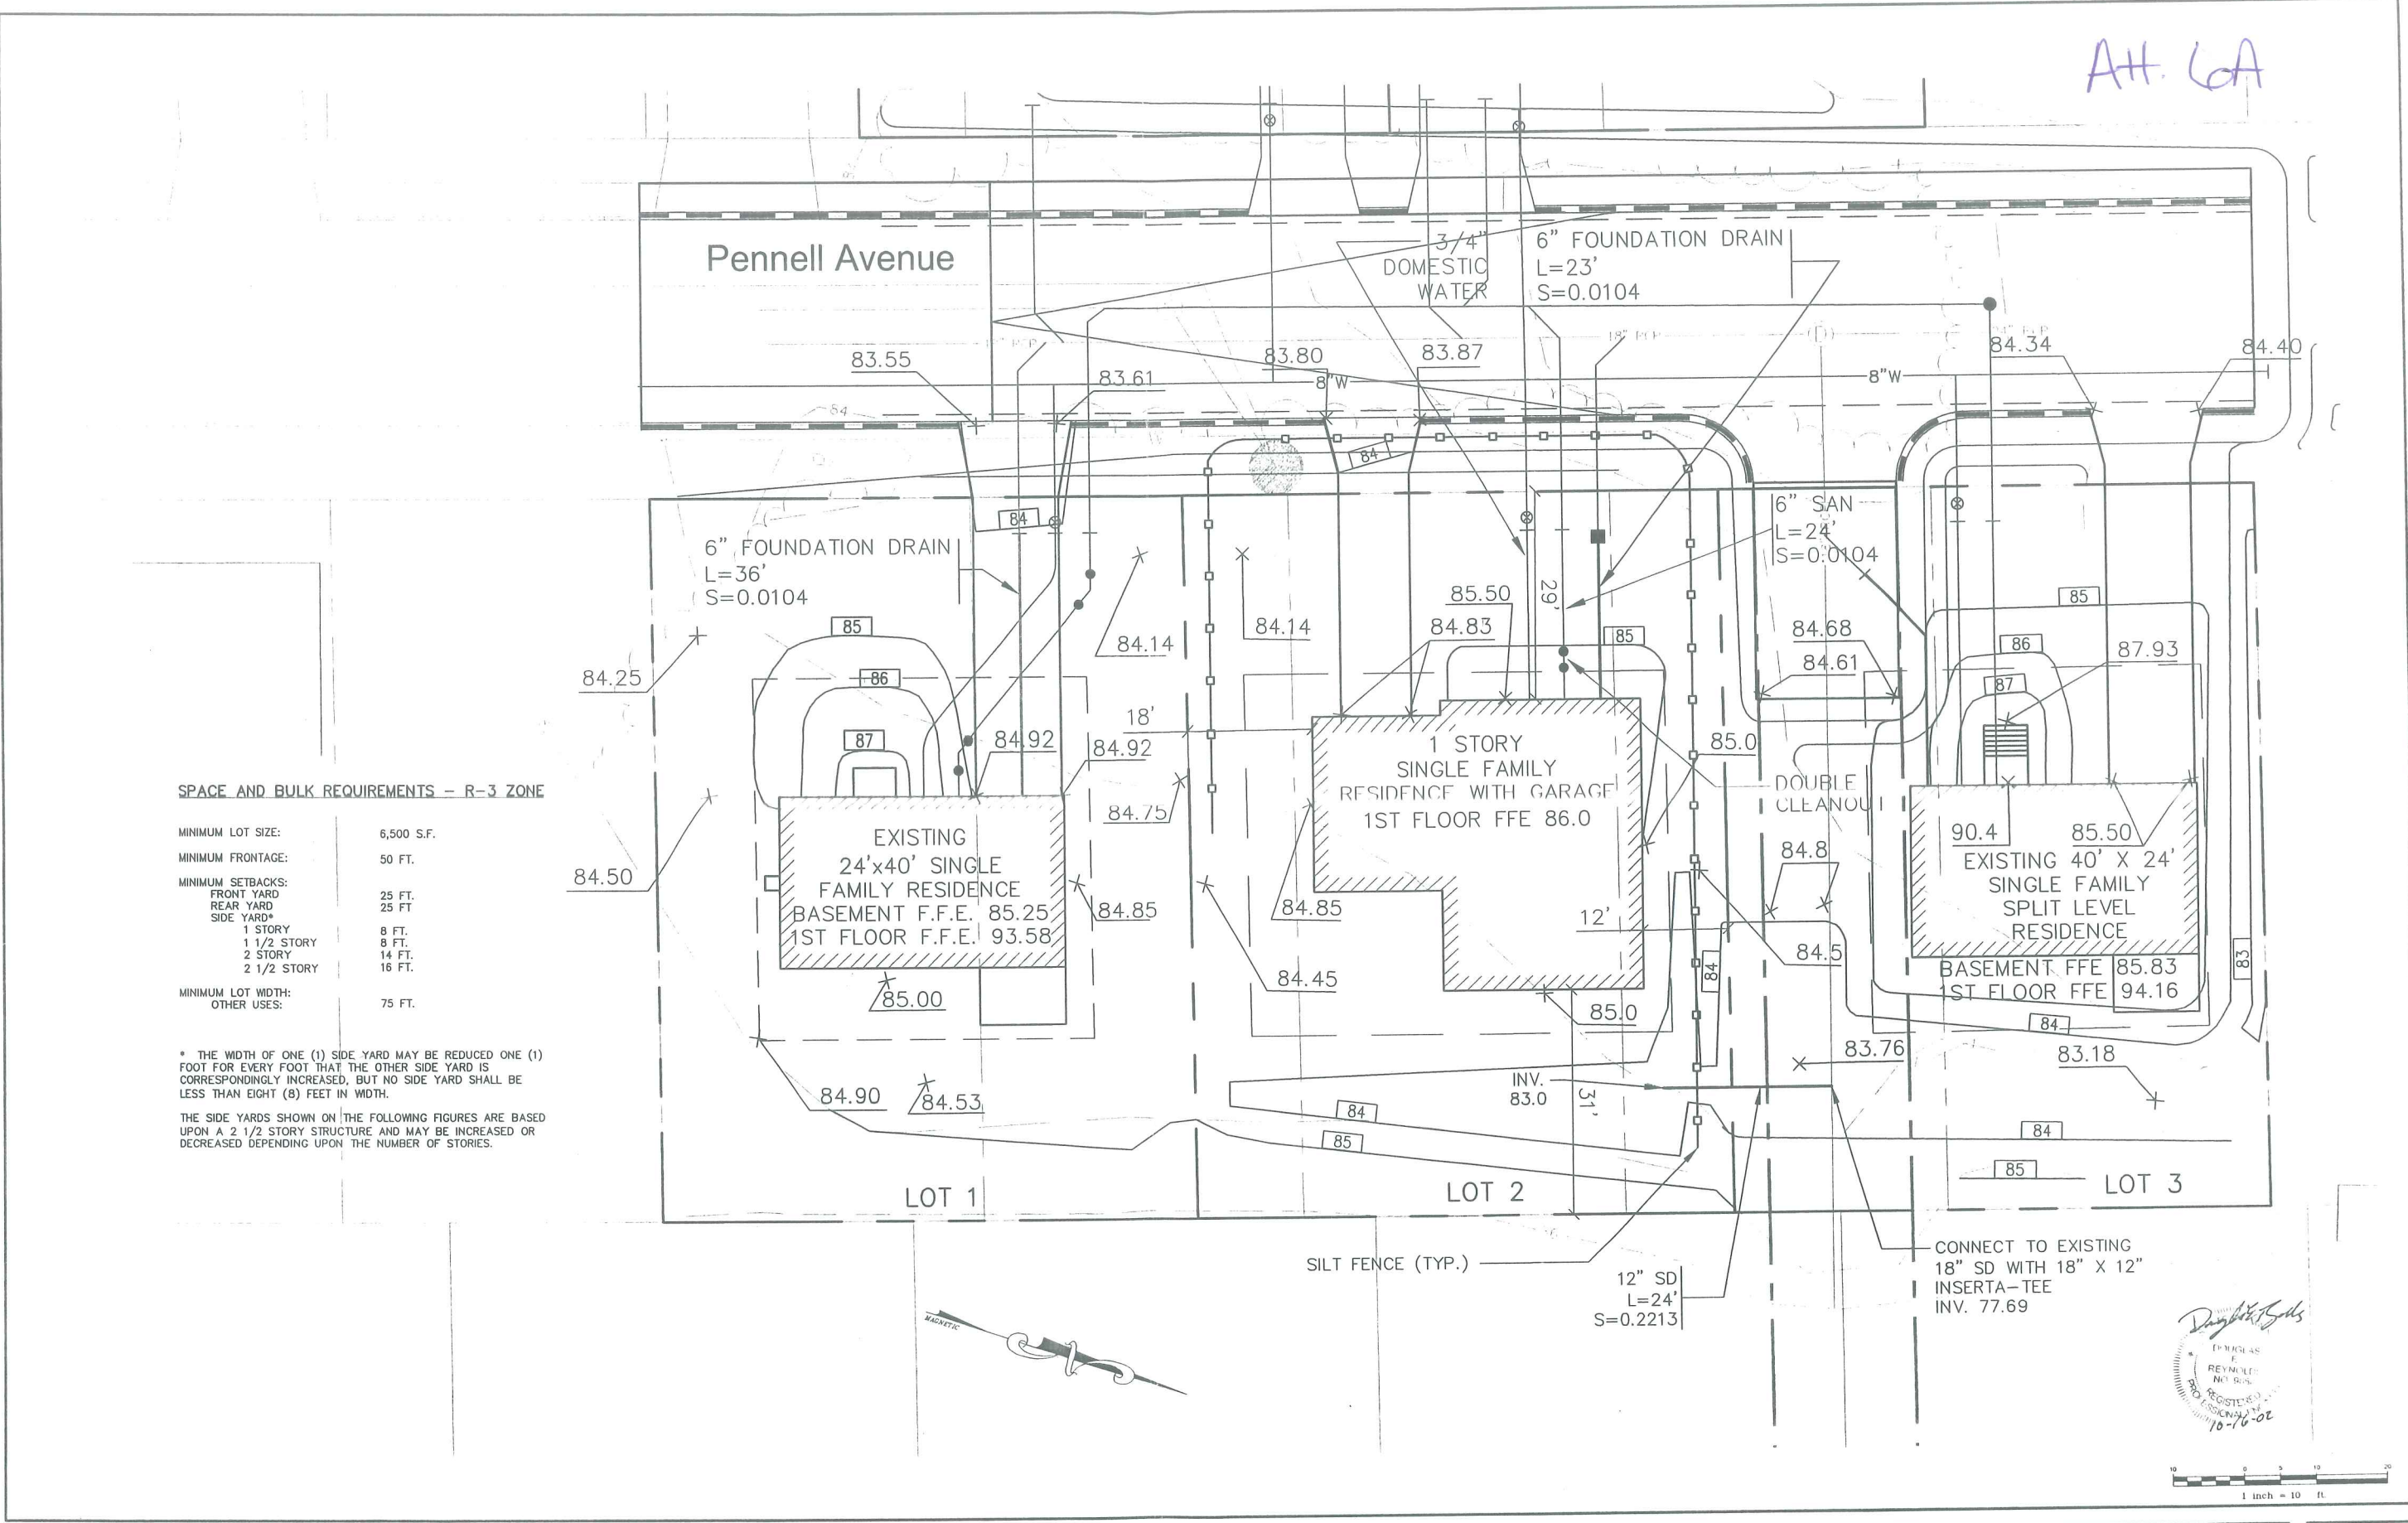 Att. 6A
Pennell Avenue
3/4"
DOMESTIC
WATER
6" FOUNDATION DRAIN
L=23'
S=0.0104
18" RCP
83.55
83.61
83.80
83.87
84.34
84.40
8"W
8"W
84
84
84
6" FOUNDATION DRAIN
L=36'
S=0.0104
6" SAN
L=24'
S=0.0104
29'
85.50
84.83
84.14
84.14
84.25
85
86
87
85
84.68
84.61
85
86
87
87.93
18'
84.92
84.92
84.75
84.85
84.50
84.85
84.45
EXISTING
24'x40' SINGLE
FAMILY RESIDENCE
BASEMENT F.F.E. 85.25
1ST FLOOR F.F.E. 93.58
85.00
84.90
84.53
1 STORY
SINGLE FAMILY
RESIDENCE WITH GARAGE
1ST FLOOR FFE 86.0
85.0
DOUBLE
CLEANOUT
84.8
12'
84.5
84
85.0
90.4
85.50
EXISTING 40' X 24'
SINGLE FAMILY
SPLIT LEVEL
RESIDENCE
BASEMENT FFE 85.83
1ST FLOOR FFE 94.16
83
84
83.76
83.18
INV.
83.0
31'
84
85
84
85
LOT 1
LOT 2
LOT 3
SILT FENCE (TYP.)
12" SD
L=24'
S=0.2213
CONNECT TO EXISTING
18" SD WITH 18" X 12"
INSERTA-TEE
INV. 77.69
SPACE AND BULK REQUIREMENTS - R-3 ZONE
MINIMUM LOT SIZE: 6,500 S.F.
MINIMUM FRONTAGE: 50 FT.
MINIMUM SETBACKS:
FRONT YARD 25 FT.
REAR YARD 25 FT
SIDE YARD*
1 STORY 8 FT.
1 1/2 STORY 8 FT.
2 STORY 14 FT.
2 1/2 STORY 16 FT.
MINIMUM LOT WIDTH:
OTHER USES: 75 FT.
* THE WIDTH OF ONE (1) SIDE YARD MAY BE REDUCED ONE (1)
FOOT FOR EVERY FOOT THAT THE OTHER SIDE YARD IS
CORRESPONDINGLY INCREASED, BUT NO SIDE YARD SHALL BE
LESS THAN EIGHT (8) FEET IN WIDTH.
THE SIDE YARDS SHOWN ON THE FOLLOWING FIGURES ARE BASED
UPON A 2 1/2 STORY STRUCTURE AND MAY BE INCREASED OR
DECREASED DEPENDING UPON THE NUMBER OF STORIES.
MAGNETIC
DOUGLAS
E.
REGISTERED
10-16-02
10 0 5 10 20
1 inch = 10 ft.